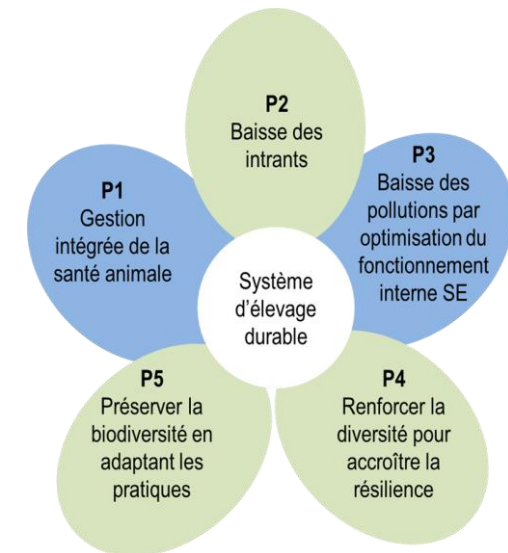 P1
Gestion
intégrée de la
santé animale
P2
Baisse des
intrants
P3
Baisse des
pollutions par
optimisation du
fonctionnement
interne SE
Système
d'élevage
durable
P5
Préserver la
biodiversité en
adaptant les
pratiques
P4
Renforcer la
diversité pour
accroître la
résilience